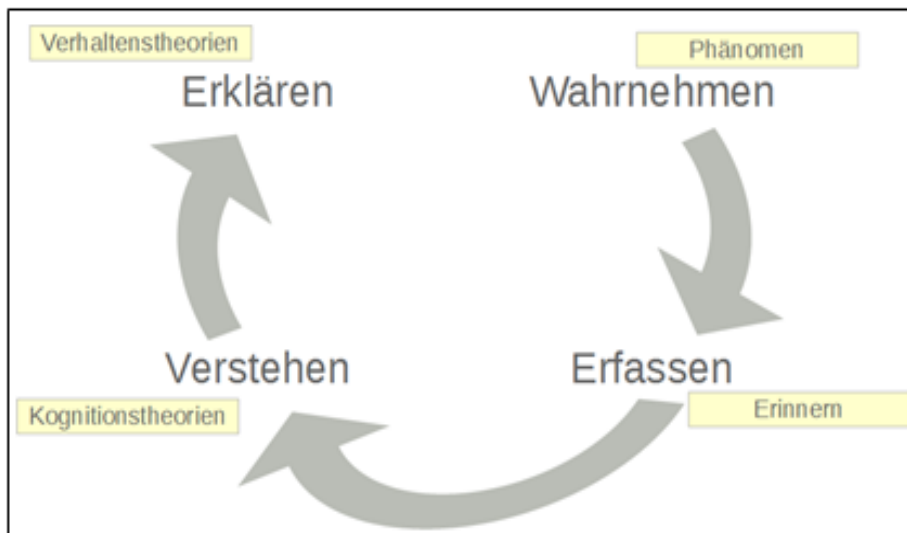 Verhaltenstheorien
Erklären
Phänomen
Wahrnehmen
Verstehen
Kognitionstheorien
Erfassen
Erinnern